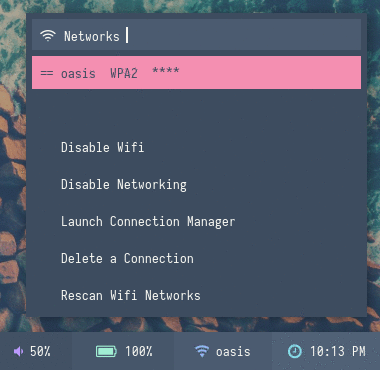 Networks
== oasis WPA2 ****
Disable Wifi
Disable Networking
Launch Connection Manager
Delete a Connection
Rescan Wifi Networks
50% 100% oasis 10:13 PM